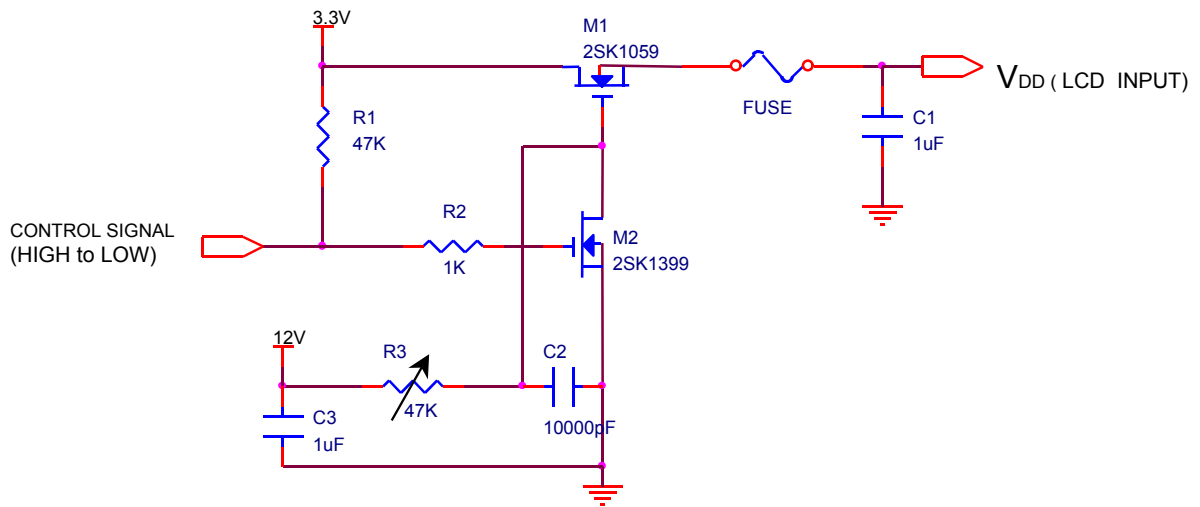 3.3V
M1
2SK1059
FUSE
VDD ( LCD INPUT)
R1
47K
C1
1uF
CONTROL SIGNAL
(HIGH to LOW)
R2
1K
M2
2SK1399
12V
R3
47K
C2
10000pF
C3
1uF